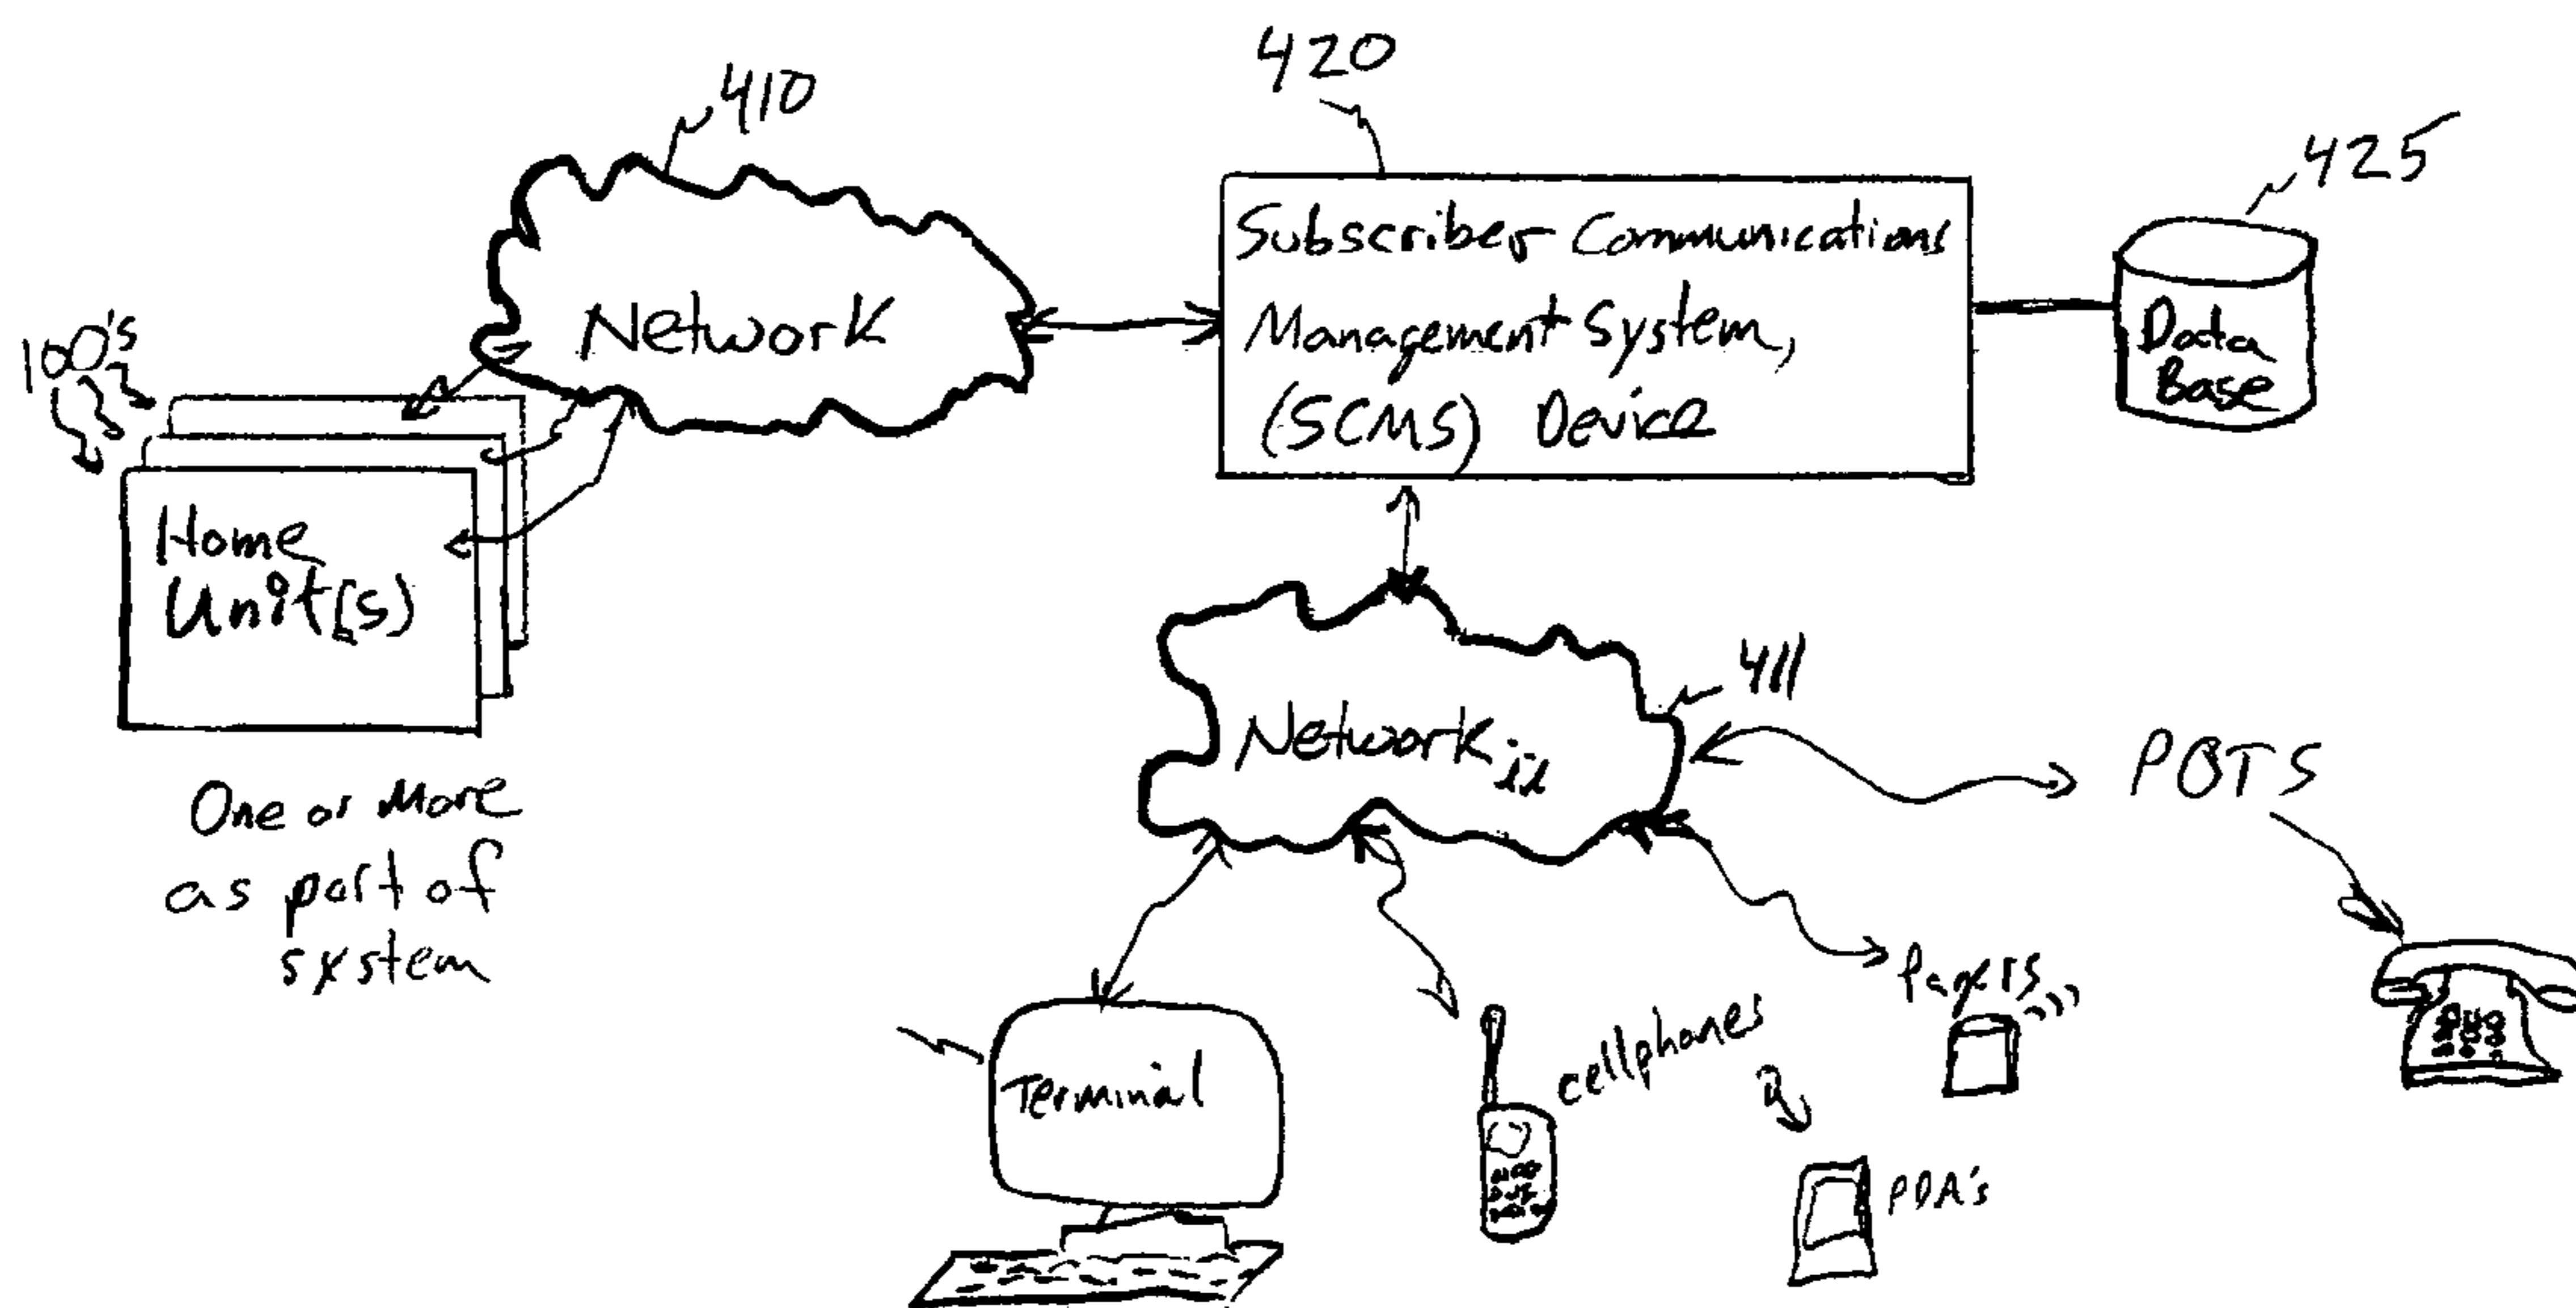 410
420
425
Network
Subscriber Communications
Management System,
(SCMS) Device
Data
Base
100's
Home
Unit(s)
One or More
as part of
system
411
Network ii
POTS
Terminal
cellphones
Pagers
PDA's